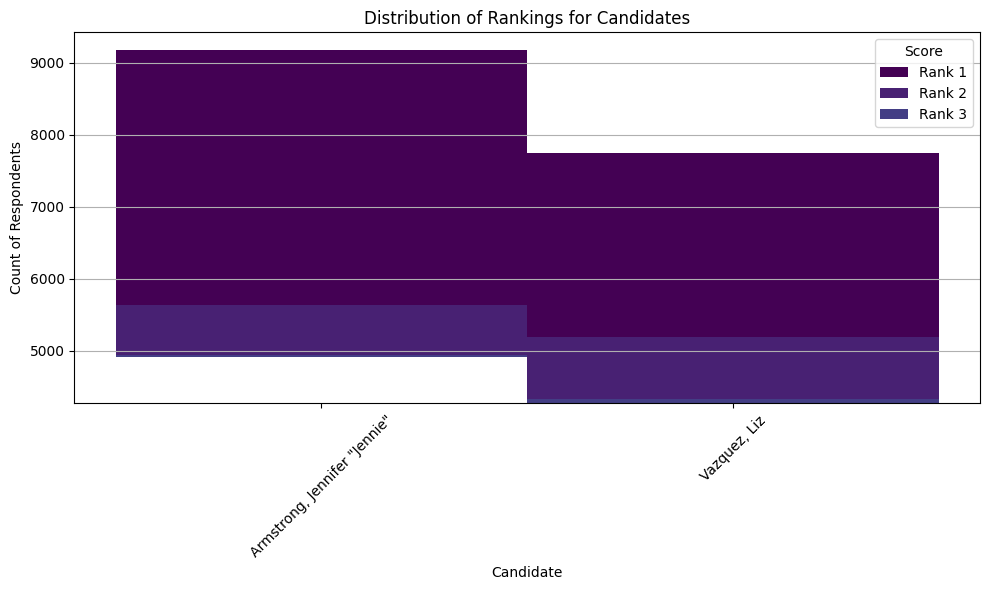 Distribution of Rankings for Candidates
Count of Respondents
9000
8000
7000
6000
5000
Score
Rank 1
Rank 2
Rank 3
Armstrong, Jennifer "Jennie"
Vazquez, Liz
Candidate